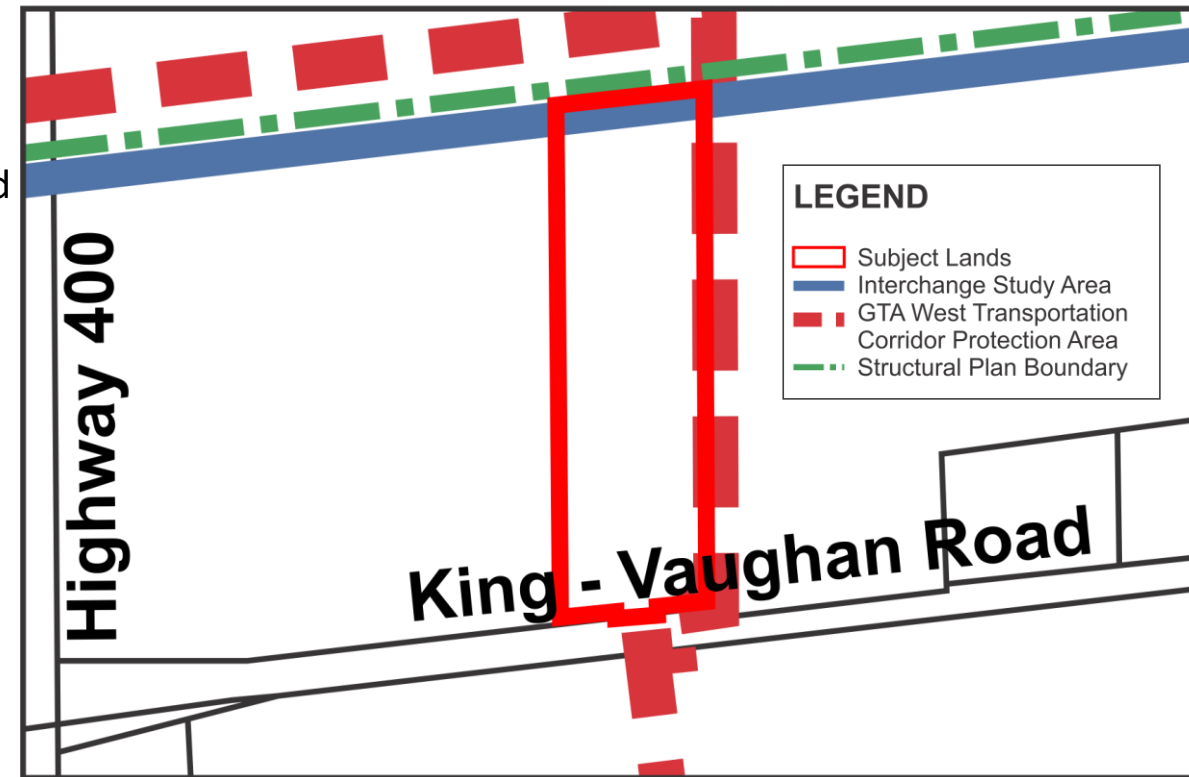 d
Highway 400
LEGEND
Subject Lands
Interchange Study Area
GTA West Transportation
Corridor Protection Area
Structural Plan Boundary
King - Vaughan Road